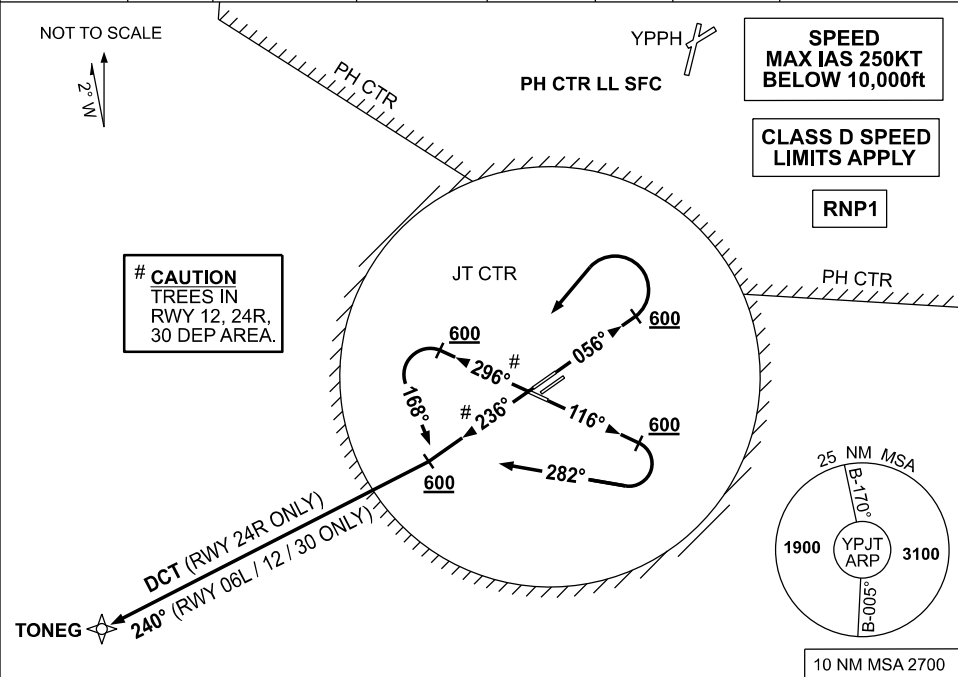 NOT TO SCALE
2° W
PH CTR
YPPH
PH CTR LL SFC
SPEED
MAX IAS 250KT
BELOW 10,000ft
CLASS D SPEED
LIMITS APPLY
RNP1
# CAUTION
TREES IN
RWY 12, 24R,
30 DEP AREA.
JT CTR
PH CTR
600
056°
600
#
296°
168°
#
236°
116°
600
282°
600
DCT (RWY 24R ONLY)
240° (RWY 06L / 12 / 30 ONLY)
TONEG
25 NM MSA
B-170°
1900
YPJT
ARP
3100
B-005°
10 NM MSA 2700